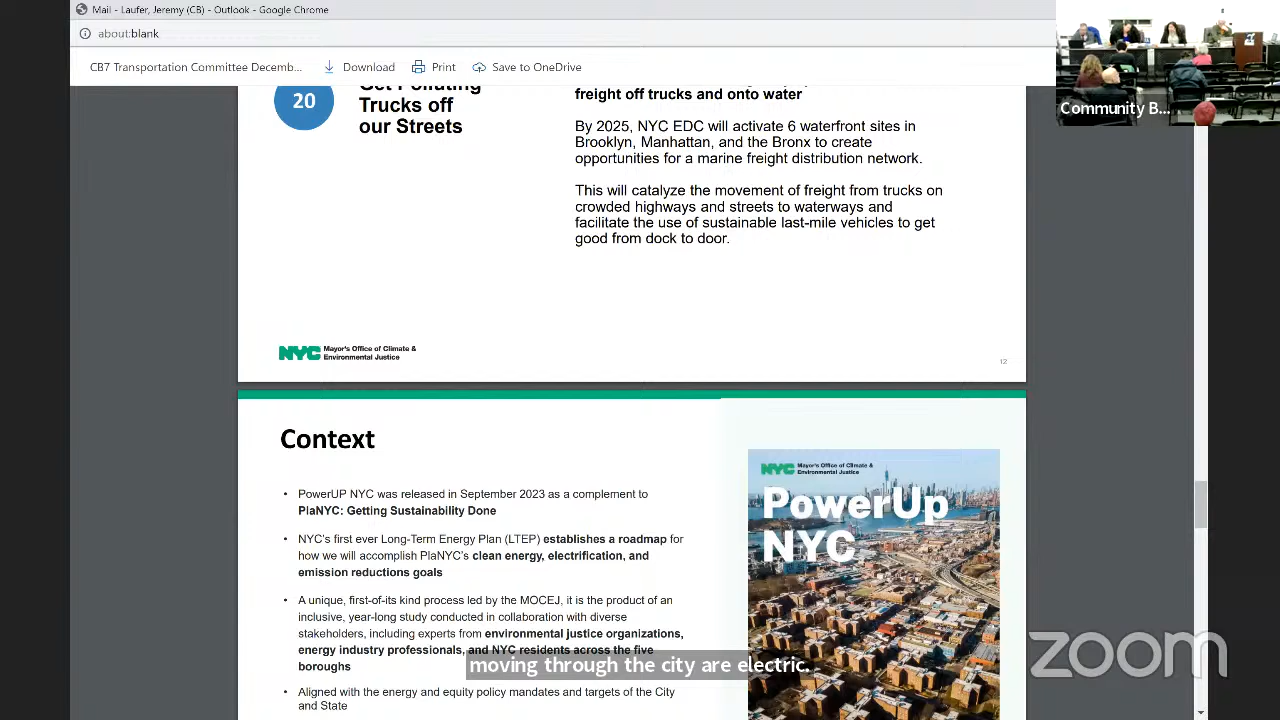 Mail - Laufer, Jeremy (CB) - Outlook - Google Chrome
about:blank
CB7 Transportation Committee Decemb... Download Print Save to OneDrive
Community B...
20
Get Polluting
Trucks off
our Streets
freight off trucks and onto water
By 2025, NYC EDC will activate 6 waterfront sites in
Brooklyn, Manhattan, and the Bronx to create
opportunities for a marine freight distribution network.
This will catalyze the movement of freight from trucks on
crowded highways and streets to waterways and
facilitate the use of sustainable last-mile vehicles to get
good from dock to door.
NYC Mayor's Office of Climate &
Environmental Justice
12
Context
• PowerUP NYC was released in September 2023 as a complement to
PlaNYC: Getting Sustainability Done
• NYC's first ever Long-Term Energy Plan (LTEP) establishes a roadmap for
how we will accomplish PlaNYC's clean energy, electrification, and
emission reductions goals
• A unique, first-of-its kind process led by the MOCEJ, it is the product of an
inclusive, year-long study conducted in collaboration with diverse
stakeholders, including experts from environmental justice organizations,
energy industry professionals, and NYC residents across the five
boroughs
• Aligned with the energy and equity policy mandates and targets of the City
and State
NYC Mayor's Office of Climate &
Environmental Justice
PowerUp
NYC
moving through the city are electric.
zoom